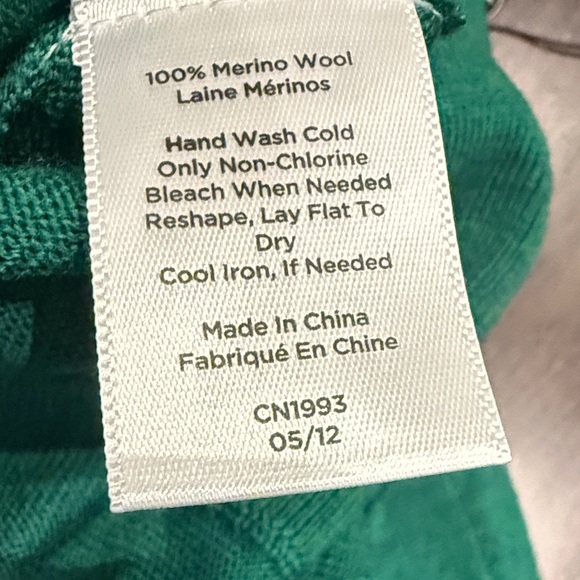 100% Merino Wool
Laine Mérinos
Hand Wash Cold
Only Non-Chlorine
Bleach When Needed
Reshape, Lay Flat To
Dry
Cool Iron, If Needed
Made In China
Fabriqué En Chine
CN1993
05/12